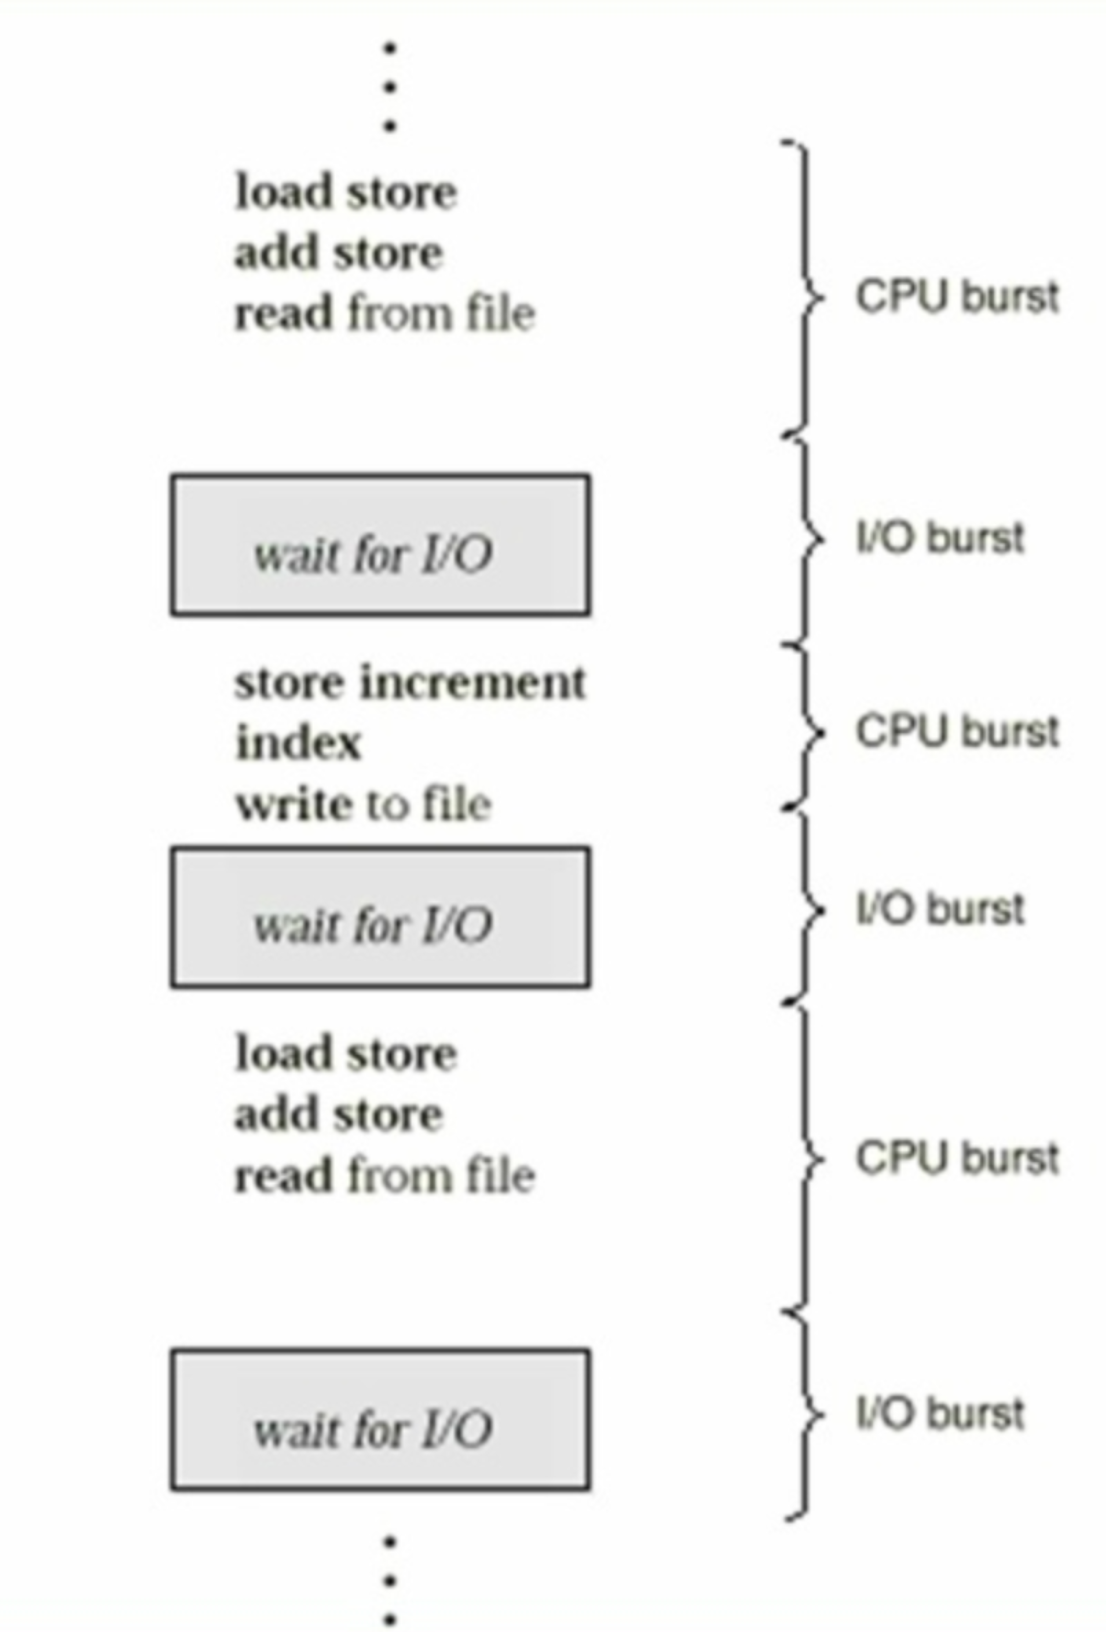 load store
add store
read from file
CPU burst
wait for I/O
I/O burst
store increment
index
write to file
CPU burst
wait for I/O
I/O burst
load store
add store
read from file
CPU burst
wait for I/O
I/O burst